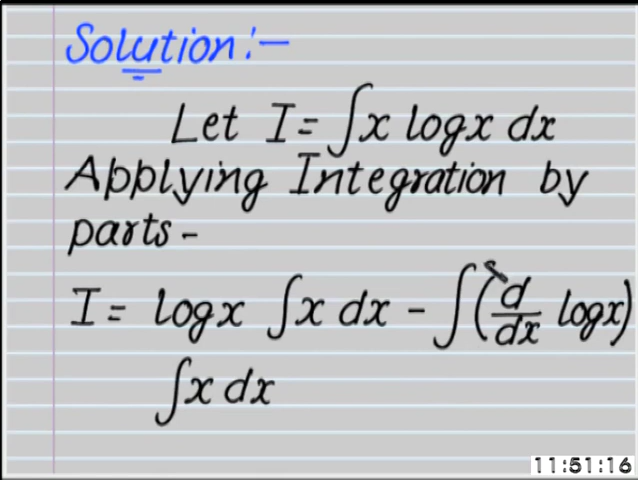 Solution:-
Let I = ∫x logx dx
Applying Integration by
parts -
I = logx ∫x dx - ∫(d/dx logx)
∫x dx
11:51:16